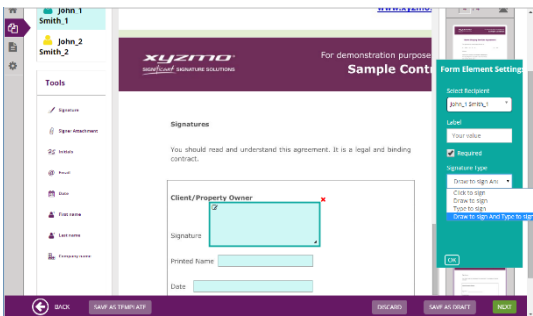 John_1
Smith_1
John_2
Smith_2
Tools
Signature
Signer Attachment
Initials
Email
Date
First name
Last name
Company name
www.xyzmo.
xyzmo
SIGNificant SIGNATURE SOLUTIONS
For demonstration purpose
Sample Contr
Signatures
You should read and understand this agreement. It is a legal and binding
contract.
Client/Property Owner
Signature
Printed Name
Date
Form Element Settings
Select Recipient
John_1 Smith_1
Label
Your value
Required
Signature type
Draw to sign An
Click to sign
Draw to sign
Type to sign
Draw to sign And Type to sign
OK
BACK
SAVE AS TEMPLATE
DISCARD
SAVE AS DRAFT
NEXT